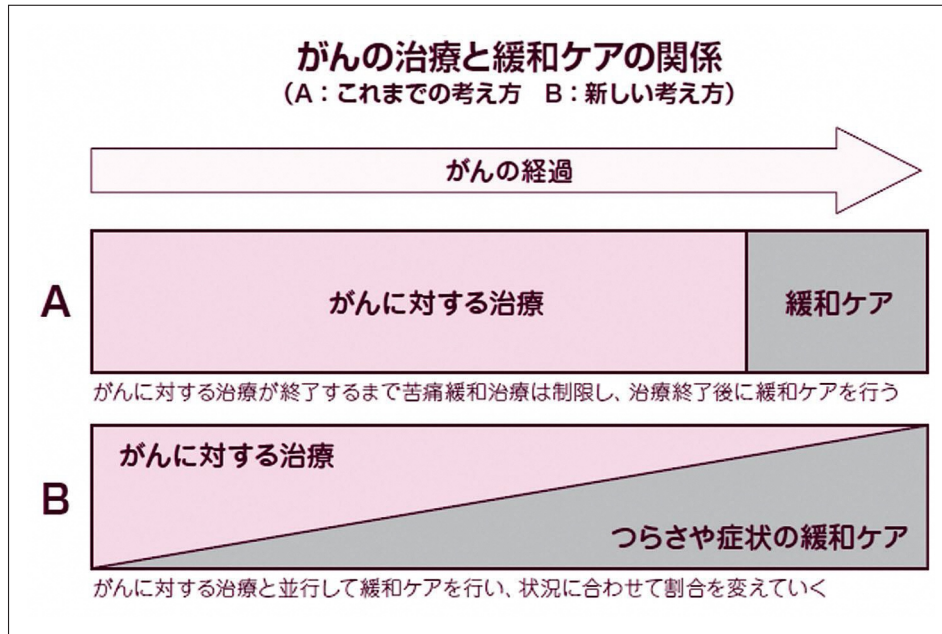 がんの治療と緩和ケアの関係
（A：これまでの考え方　B：新しい考え方）
がんの経過
A
がんに対する治療
緩和ケア
がんに対する治療が終了するまで苦痛緩和治療は制限し、治療終了後に緩和ケアを行う
B
がんに対する治療
つらさや症状の緩和ケア
がんに対する治療と並行して緩和ケアを行い、状況に合わせて割合を変えていく